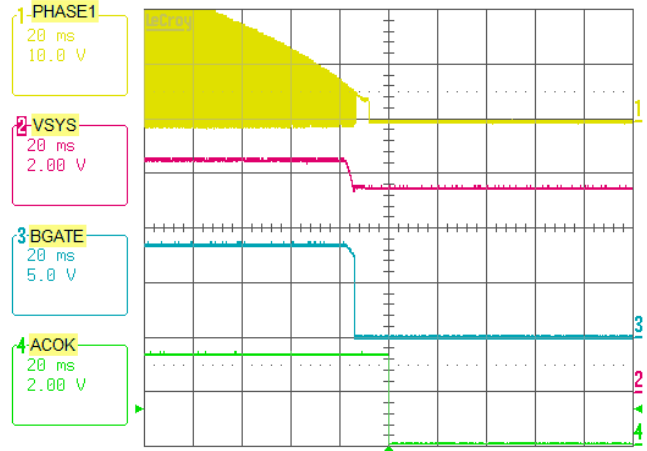 1 PHASE1
20 ms
10.0 V
LeCroy
1
2 VSYS
20 ms
2.00 V
3 BGATE
20 ms
5.0 V
3
4 ACOK
20 ms
2.00 V
2
4